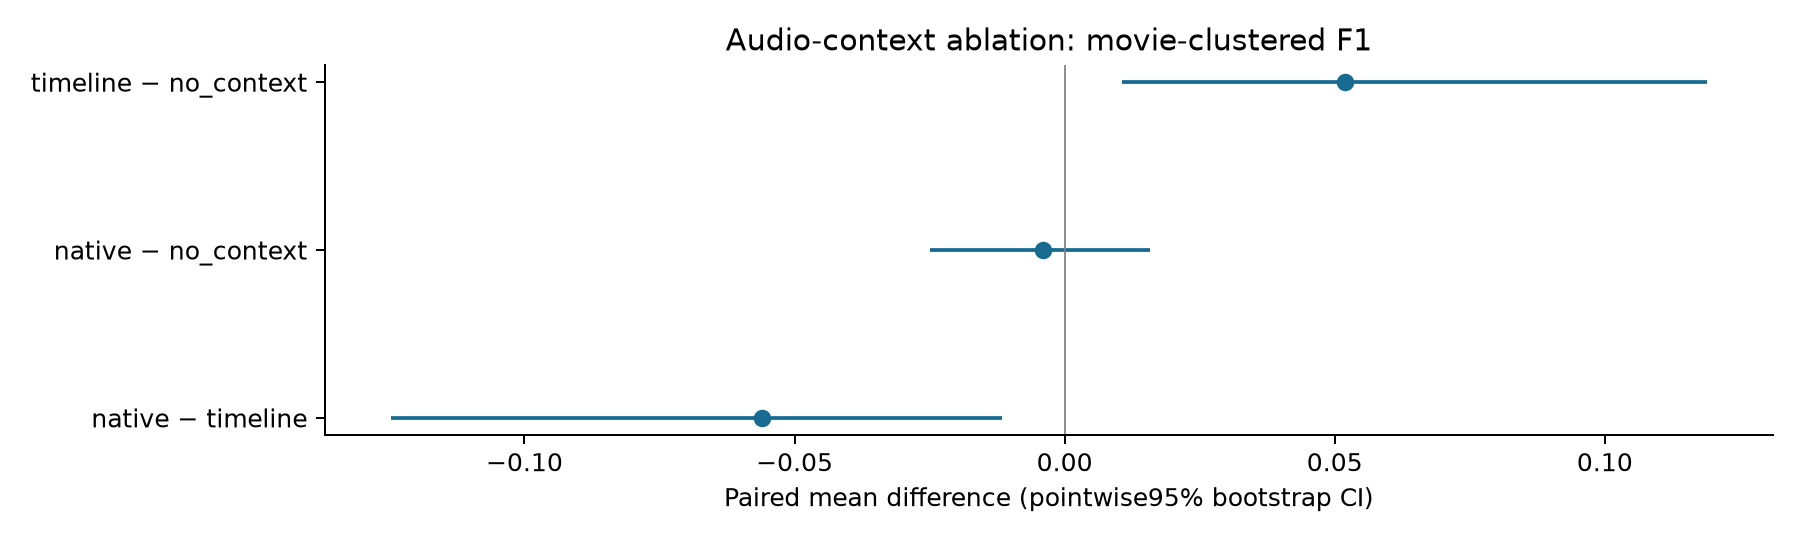 Audio-context ablation: movie-clustered F1
timeline − no_context
native − no_context
native − timeline
−0.10 −0.05 0.00 0.05 0.10
Paired mean difference (pointwise95% bootstrap CI)